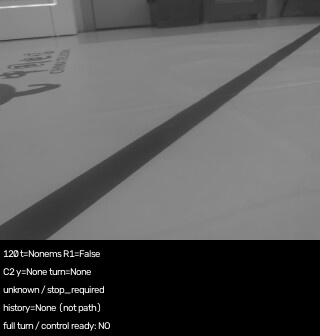 120 t=Nonems R1=False
C2 y=None turn=None
unknown / stop_required
history=None (not path)
full turn / control ready: NO